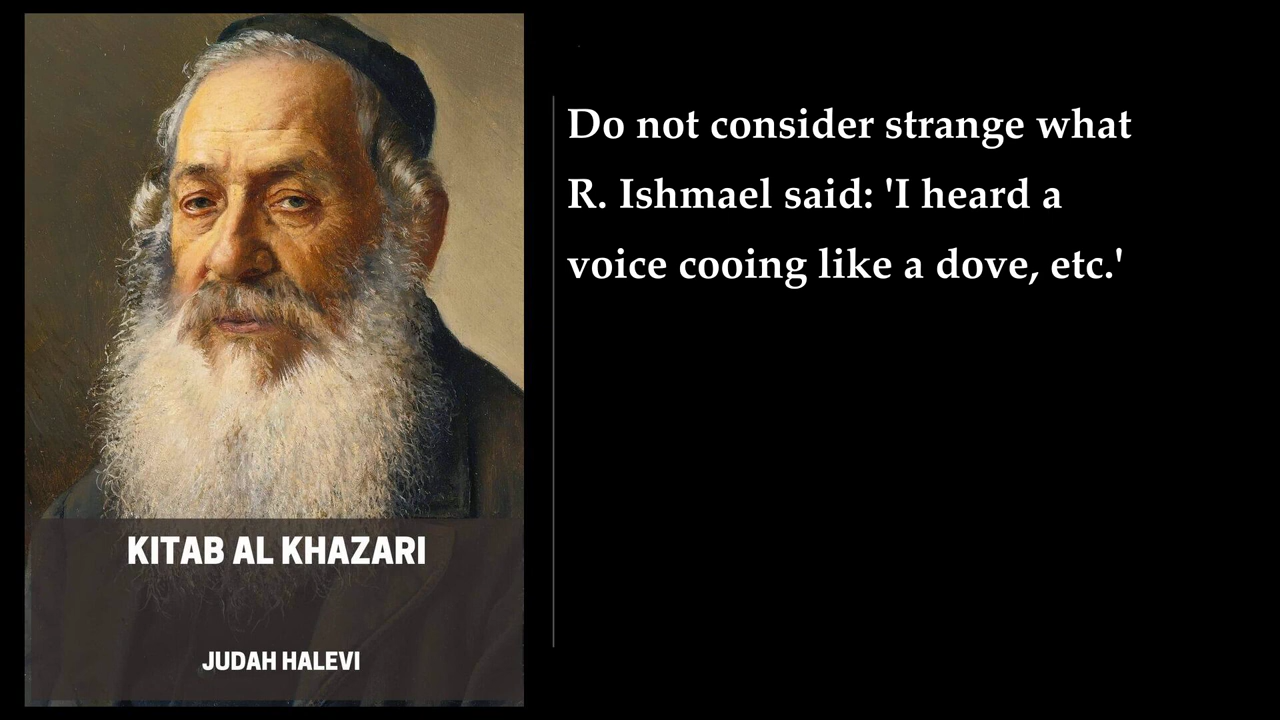 KITAB AL KHAZARI
JUDAH HALEVI
Do not consider strange what
R. Ishmael said: 'I heard a
voice cooing like a dove, etc.'